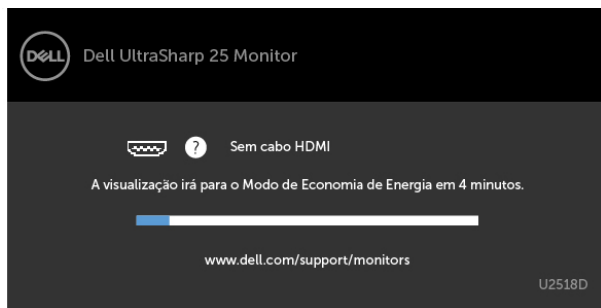 DELL
Dell UltraSharp 25 Monitor
? Sem cabo HDMI
A visualização irá para o Modo de Economia de Energia em 4 minutos.
www.dell.com/support/monitors
U2518D